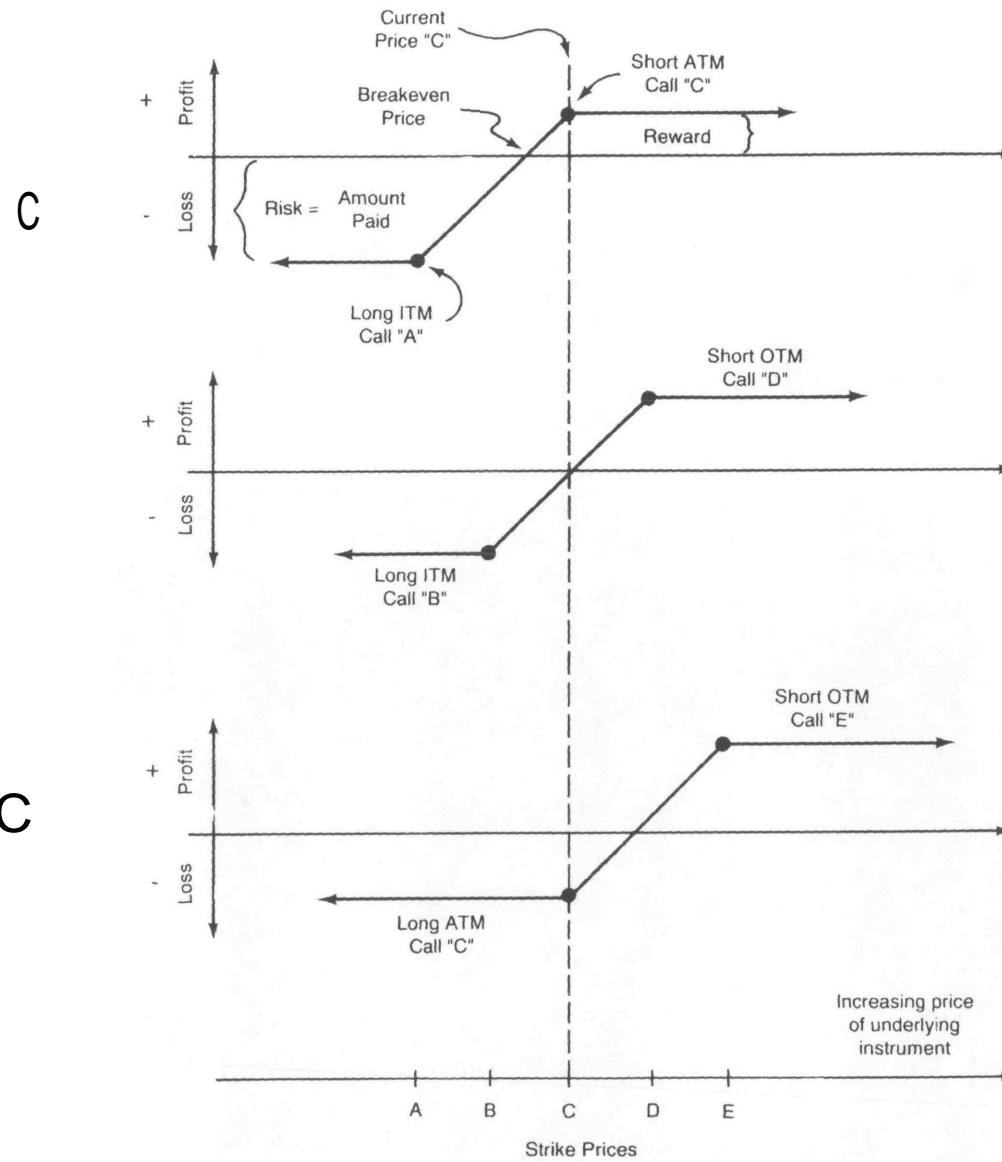 Current
Price "C"
Short ATM
Call "C"
+
Profit
Breakeven
Price
Reward
C
-
Loss
Risk = Amount
Paid
Long ITM
Call "A"
Short OTM
Call "D"
+
Profit
-
Loss
Long ITM
Call "B"
Short OTM
Call "E"
+
Profit
C
-
Loss
Long ATM
Call "C"
Increasing price
of underlying
instrument
A B C D E
Strike Prices